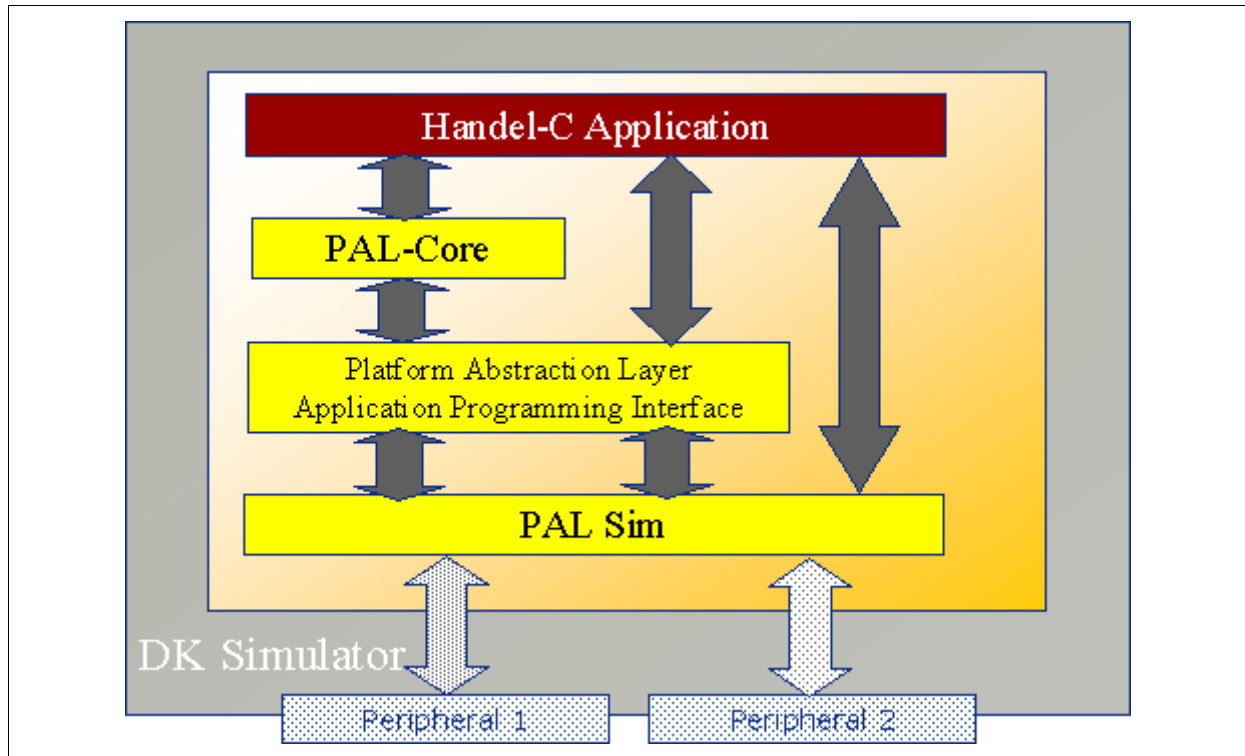 Handel-C Application
PAL-Core
Platform Abstraction Layer
Application Programming Interface
PAL Sim
DK Simulator
Peripheral 1
Peripheral 2